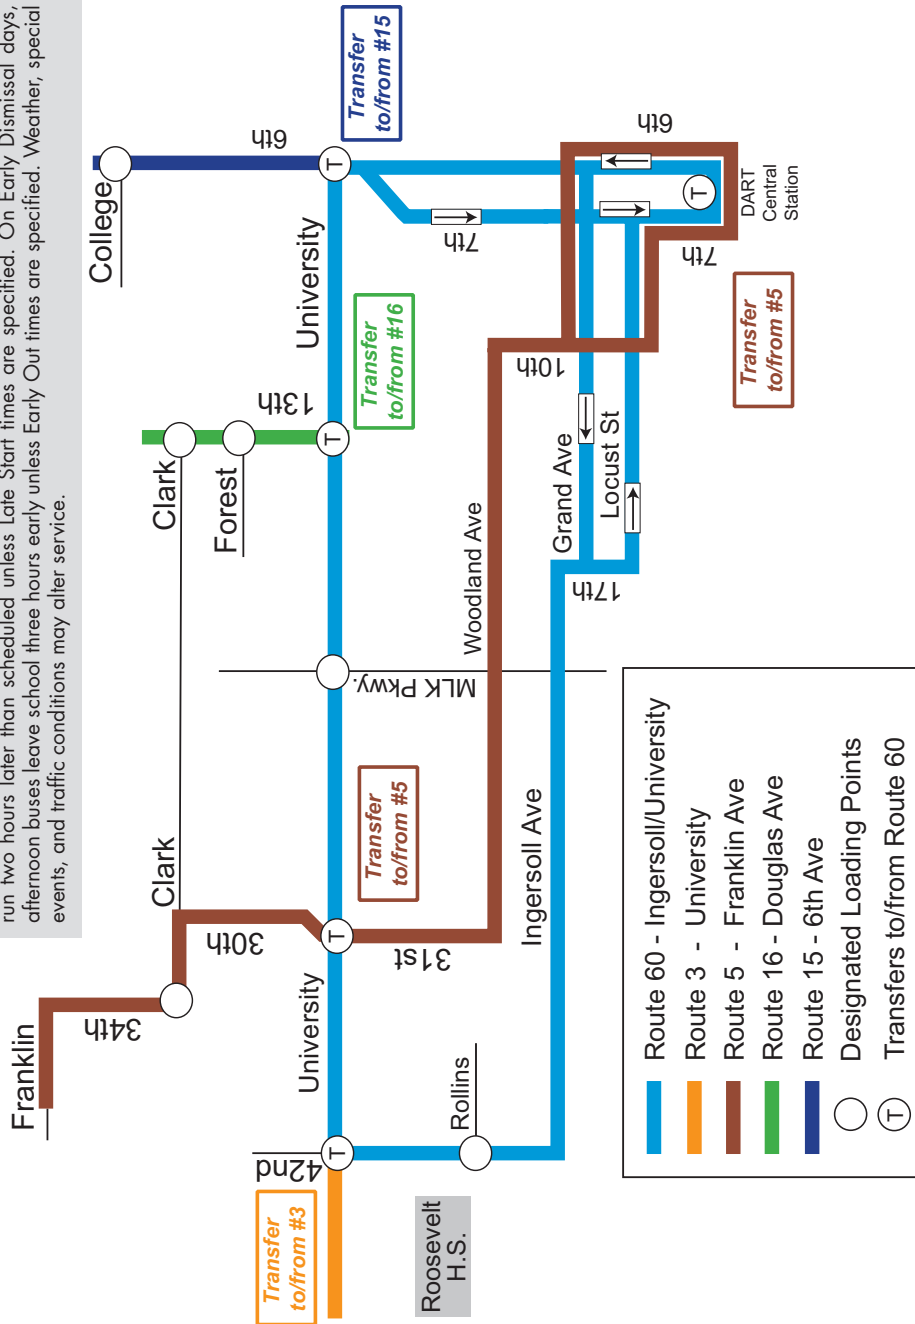 run two hours later than scheduled unless Late Start times are specified. On Early Dismissal days,
afternoon buses leave school three hours early unless Early Out times are specified. Weather, special
events, and traffic conditions may alter service.
Franklin
34th
Clark
30th
Clark
Forest
13th
College
6th
Transfer
to/from #15
T
University
Transfer
to/from #16
T
MLK Pkwy.
Transfer
to/from #5
T
31st
University
42nd
T
Transfer
to/from #3
Roosevelt
H.S.
Rollins
Ingersoll Ave
Woodland Ave
Grand Ave
Locust St
17th
10th
7th
7th
6th
T
DART
Central
Station
Transfer
to/from #5
Route 60 - Ingersoll/University
Route 3 - University
Route 5 - Franklin Ave
Route 16 - Douglas Ave
Route 15 - 6th Ave
Designated Loading Points
T Transfers to/from Route 60